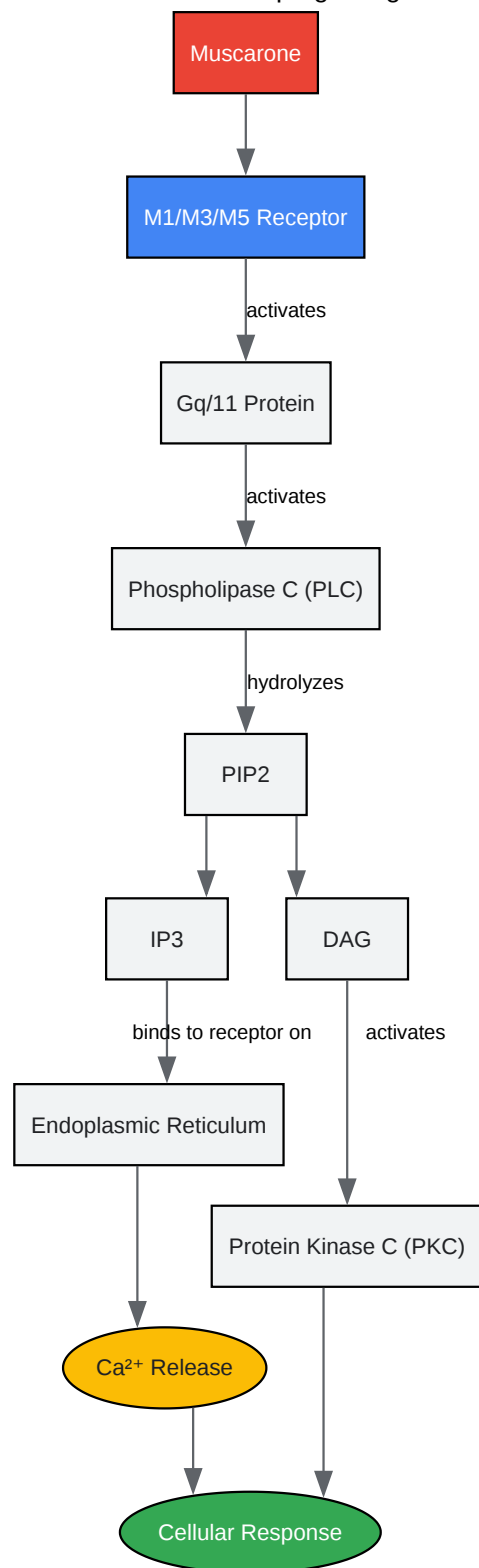 Muscarone
M1/M3/M5 Receptor
activates
Gq/11 Protein
activates
Phospholipase C (PLC)
hydrolyzes
PIP2
IP3
DAG
binds to receptor on
activates
Endoplasmic Reticulum
Protein Kinase C (PKC)
Ca²⁺ Release
Cellular Response